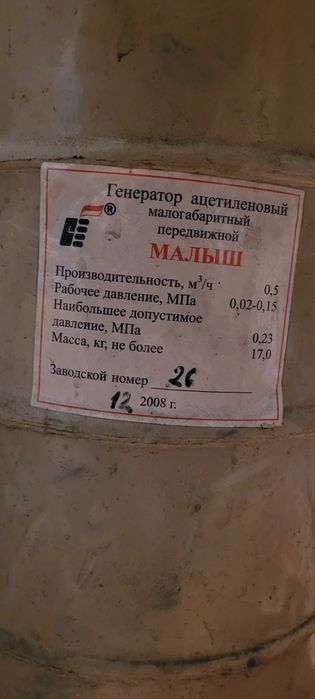 Генератор ацетиленовый
®
малогабаритный
передвижной
МАЛЫШ
Производительность, м³/ч 0,5
Рабочее давление, МПа 0,02-0,15
Наибольшее допустимое
давление, МПа 0,23
Масса, кг, не более 17,0
Заводской номер 26
12 2008 г.